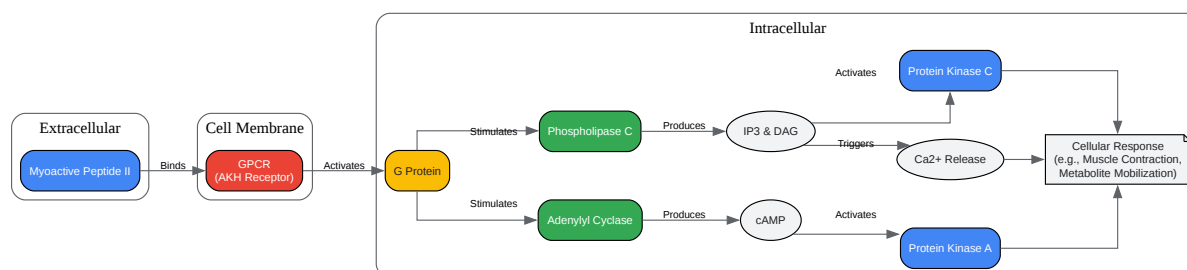 Intracellular
Extracellular
Cell Membrane
Myoactive Peptide II
Binds
GPCR
(AKH Receptor)
Activates
G Protein
Stimulates
Phospholipase C
Produces
IP3 & DAG
Activates
Protein Kinase C
Triggers
Ca2+ Release
Cellular Response
(e.g., Muscle Contraction,
Metabolite Mobilization)
Stimulates
Adenylyl Cyclase
Produces
cAMP
Activates
Protein Kinase A